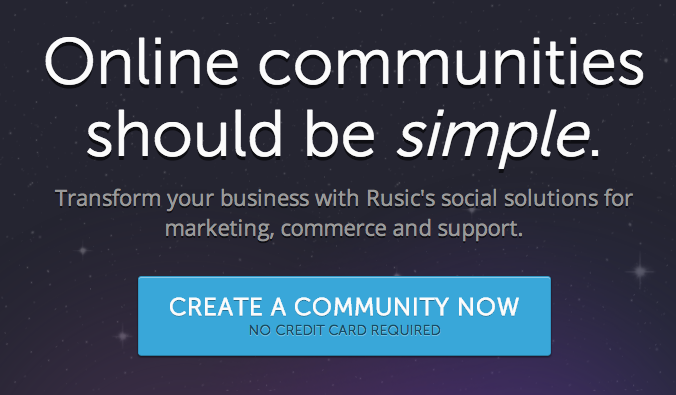 Online communities
should be simple.
Transform your business with Rusic's social solutions for
marketing, commerce and support.
CREATE A COMMUNITY NOW
NO CREDIT CARD REQUIRED